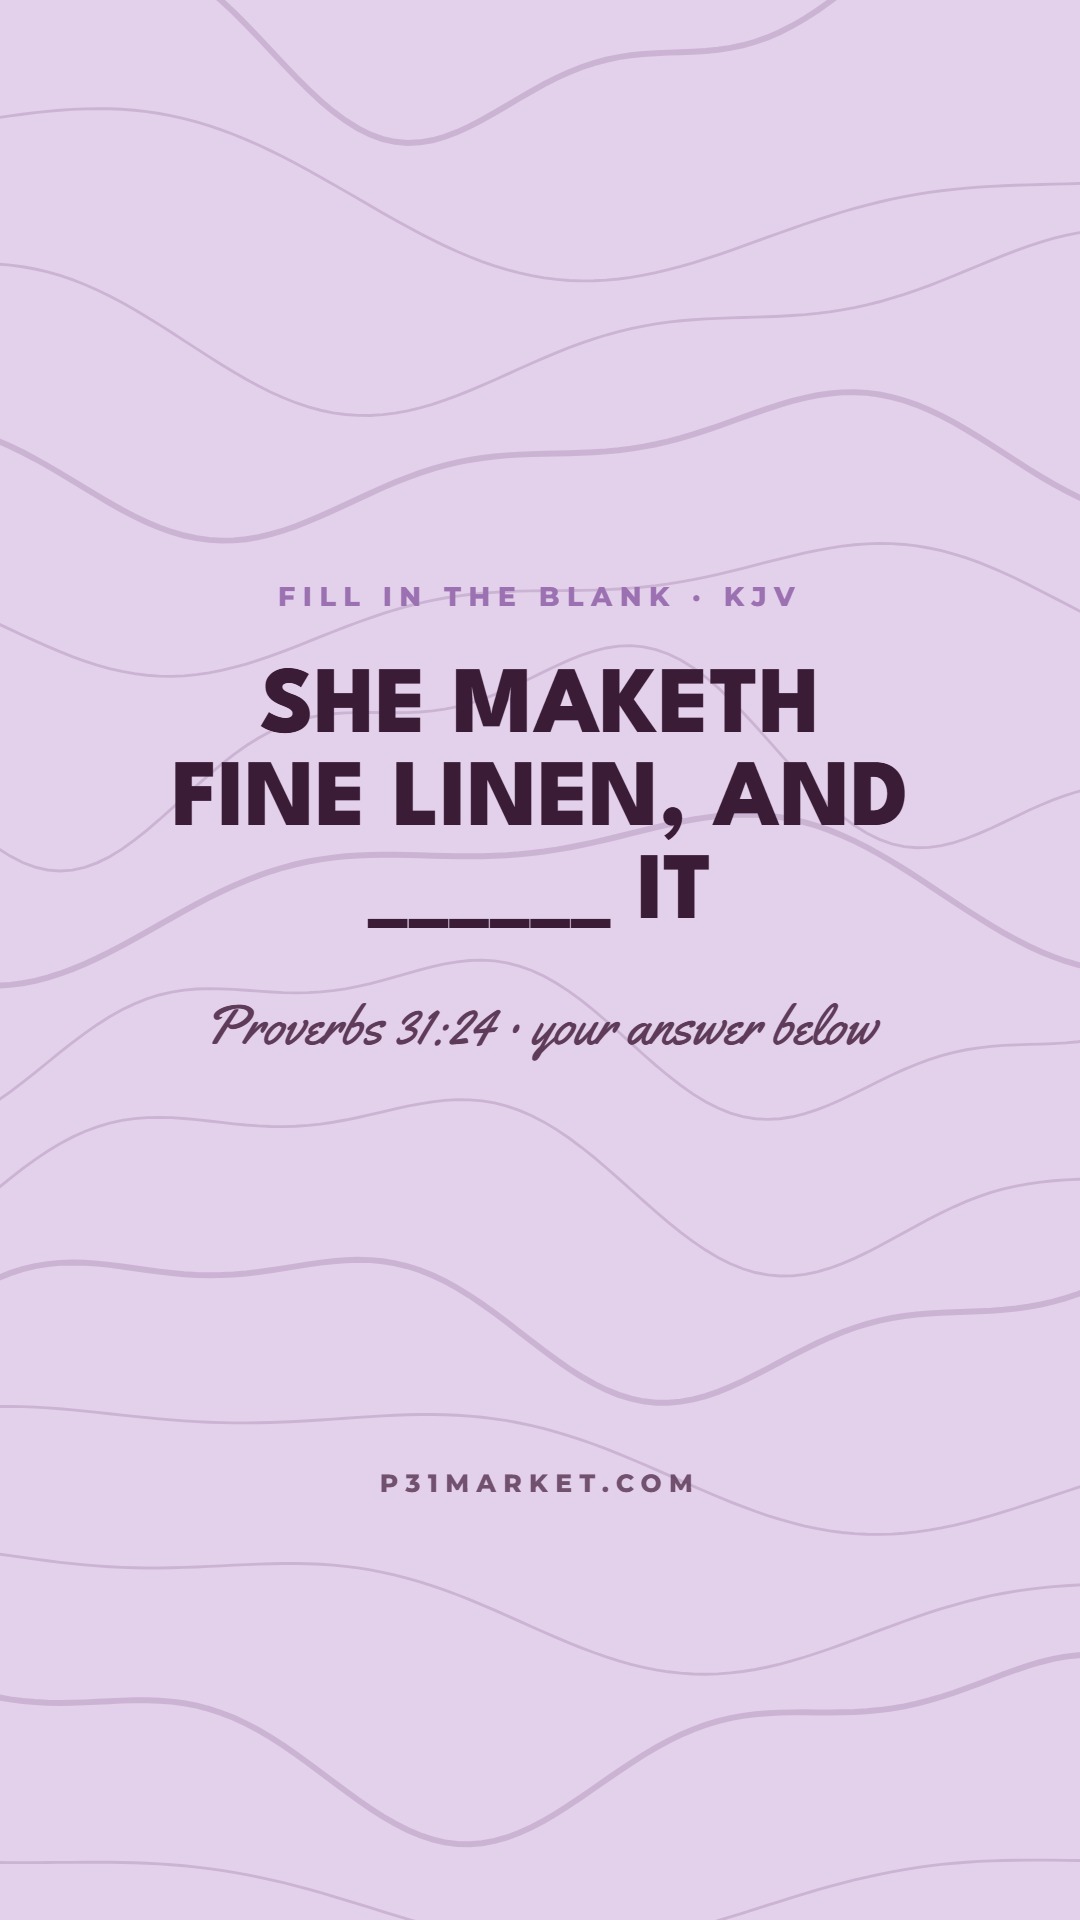 FILL IN THE BLANK · KJV
SHE MAKETH
FINE LINEN, AND
______ IT
Proverbs 31:24 · your answer below
P31MARKET.COM